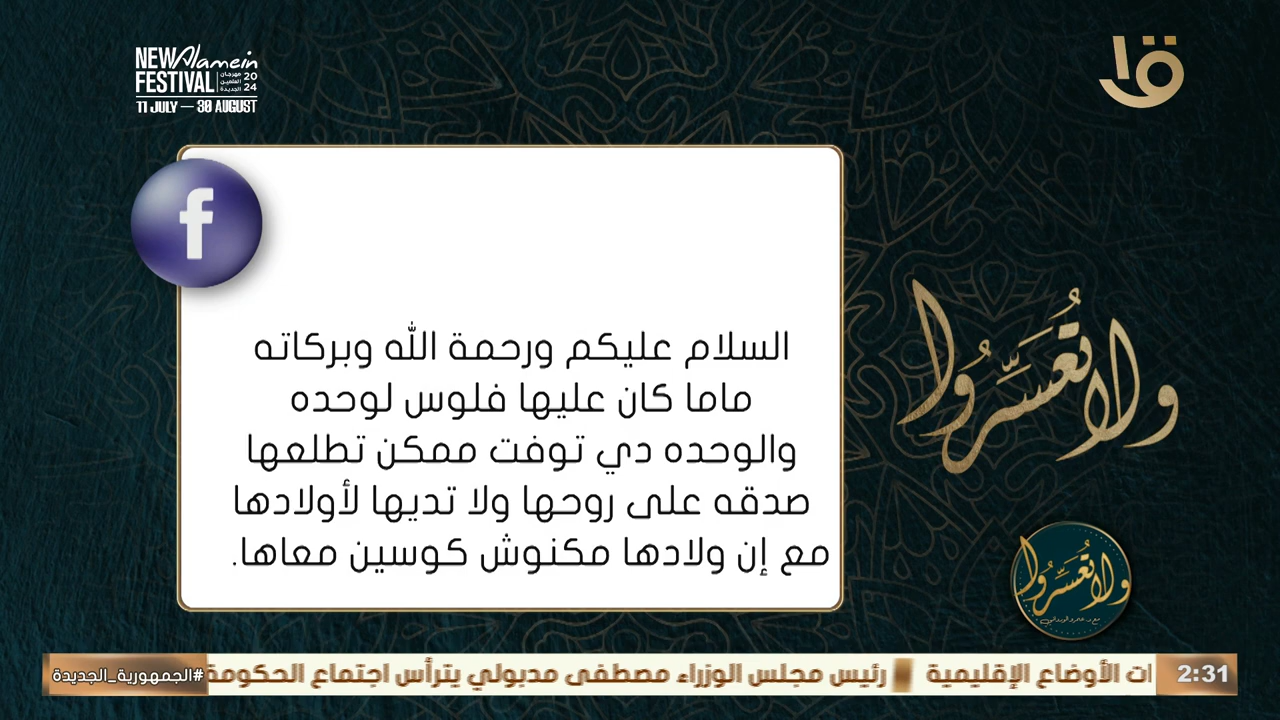 NEW Alamein
FESTIVAL
مهرجان
العلمين
الجديدة
20
24
11 JULY — 30 AUGUST
السلام عليكم ورحمة الله وبركاته
ماما كان عليها فلوس لوحده
والوحده دي توفت ممكن تطلعها
صدقه على روحها ولا تديها لأولادها
مع إن ولادها مكنوش كوسين معاها.
ولا تُعَسِّرُوا
ولا تُعَسِّرُوا
2:31
ات الأوضاع الإقليمية
رئيس مجلس الوزراء مصطفى مدبولي يترأس اجتماع الحكومة
#الجمهورية_الجديدة